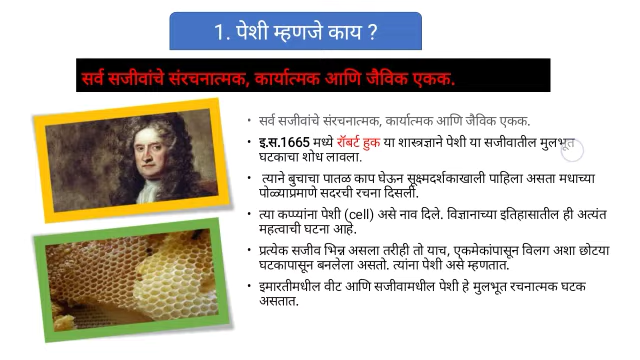 1. पेशी म्हणजे काय ?
सर्व सजीवांचे संरचनात्मक, कार्यात्मक आणि जैविक एकक.
• सर्व सजीवांचे संरचनात्मक, कार्यात्मक आणि जैविक एकक.
• इ.स.1665 मध्ये रॉबर्ट हुक या शास्त्रज्ञाने पेशी या सजीवातील मुलभूत
घटकाचा शोध लावला.
• त्याने बुचाचा पातळ काप घेऊन सूक्ष्मदर्शकाखाली पाहिला असता मधाच्या
पोळ्याप्रमाणे सदरची रचना दिसली.
• त्या कप्प्यांना पेशी (cell) असे नाव दिले. विज्ञानाच्या इतिहासातील ही अत्यंत
महत्वाची घटना आहे.
• प्रत्येक सजीव भिन्न असला तरीही तो याच, एकमेकांपासून विलग अशा छोटया
घटकापासून बनलेला असतो. त्यांना पेशी असे म्हणतात.
• इमारतीमधील वीट आणि सजीवामधील पेशी हे मुलभूत रचनात्मक घटक
असतात.